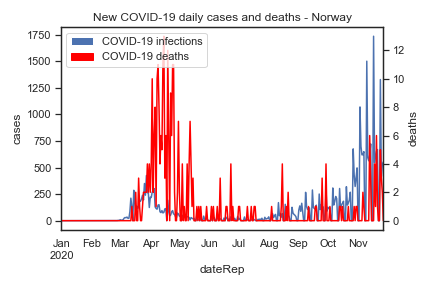 New COVID-19 daily cases and deaths - Norway
COVID-19 infections
COVID-19 deaths
1750
1500
1250
1000
750
500
250
0
cases
12
10
8
6
4
2
0
deaths
Jan Feb Mar Apr May Jun Jul Aug Sep Oct Nov
2020
dateRep